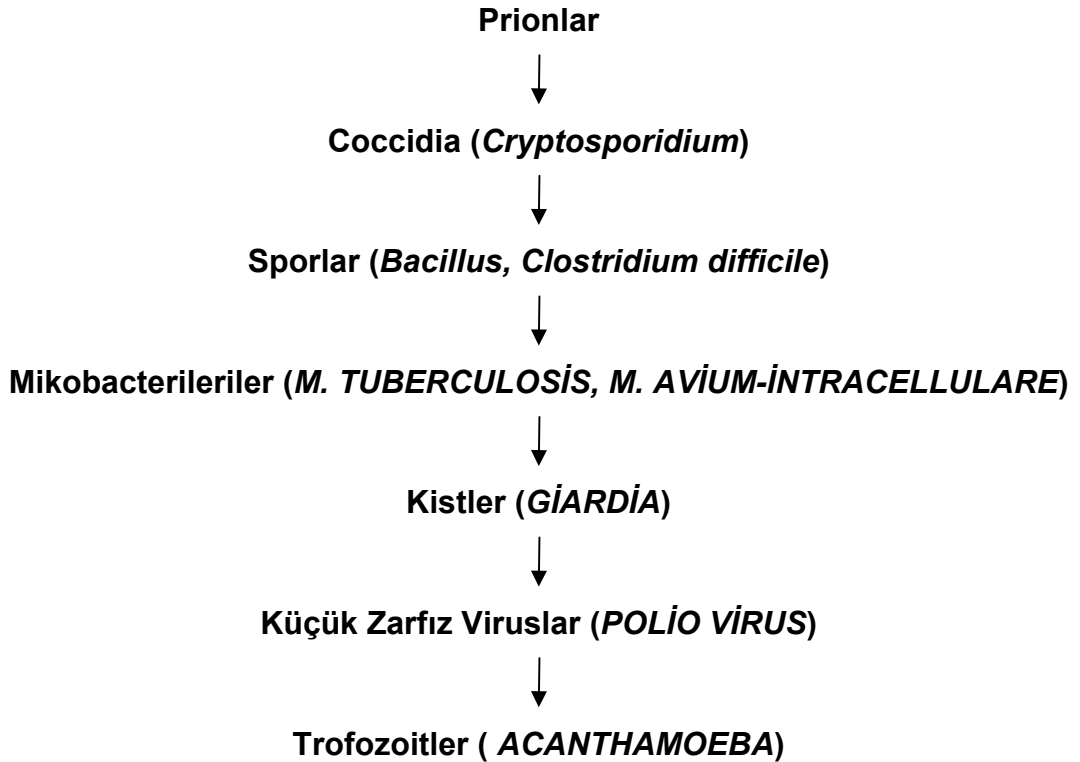 Prionlar
Coccidia (Cryptosporidium)
Sporlar (Bacillus, Clostridium difficile)
Mikobacterileriler (M. TUBERCULOSİS, M. AVİUM-İNTRACELLULARE)
Kistler (GİARDİA)
Küçük Zarfız Viruslar (POLİO VİRUS)
Trofozoitler ( ACANTHAMOEBA)